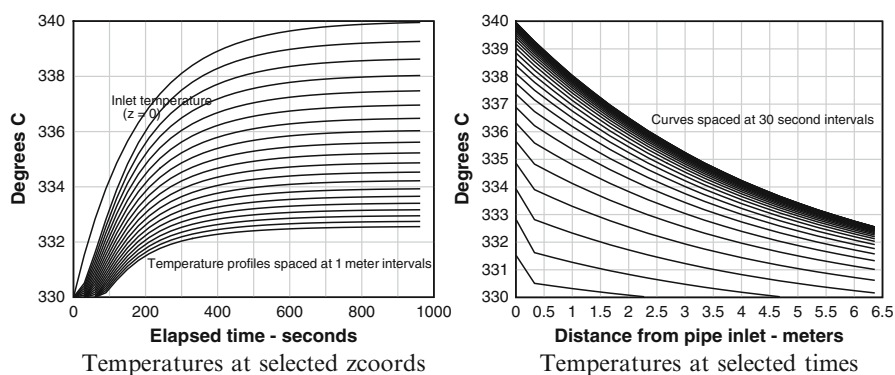 340
338
336
334
332
330
Degrees C
Inlet temperature
(z = 0)
Temperature profiles spaced at 1 meter intervals
0 200 400 600 800 1000
Elapsed time - seconds
Temperatures at selected zcoords
340
339
338
337
336
335
334
333
332
331
330
Degrees C
Curves spaced at 30 second intervals
0 0.5 1 1.5 2 2.5 3 3.5 4 4.5 5 5.5 6 6.5
Distance from pipe inlet - meters
Temperatures at selected times